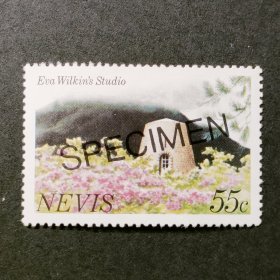 Eva Wilkin's Studio
SPECIMEN
NEVIS 55c